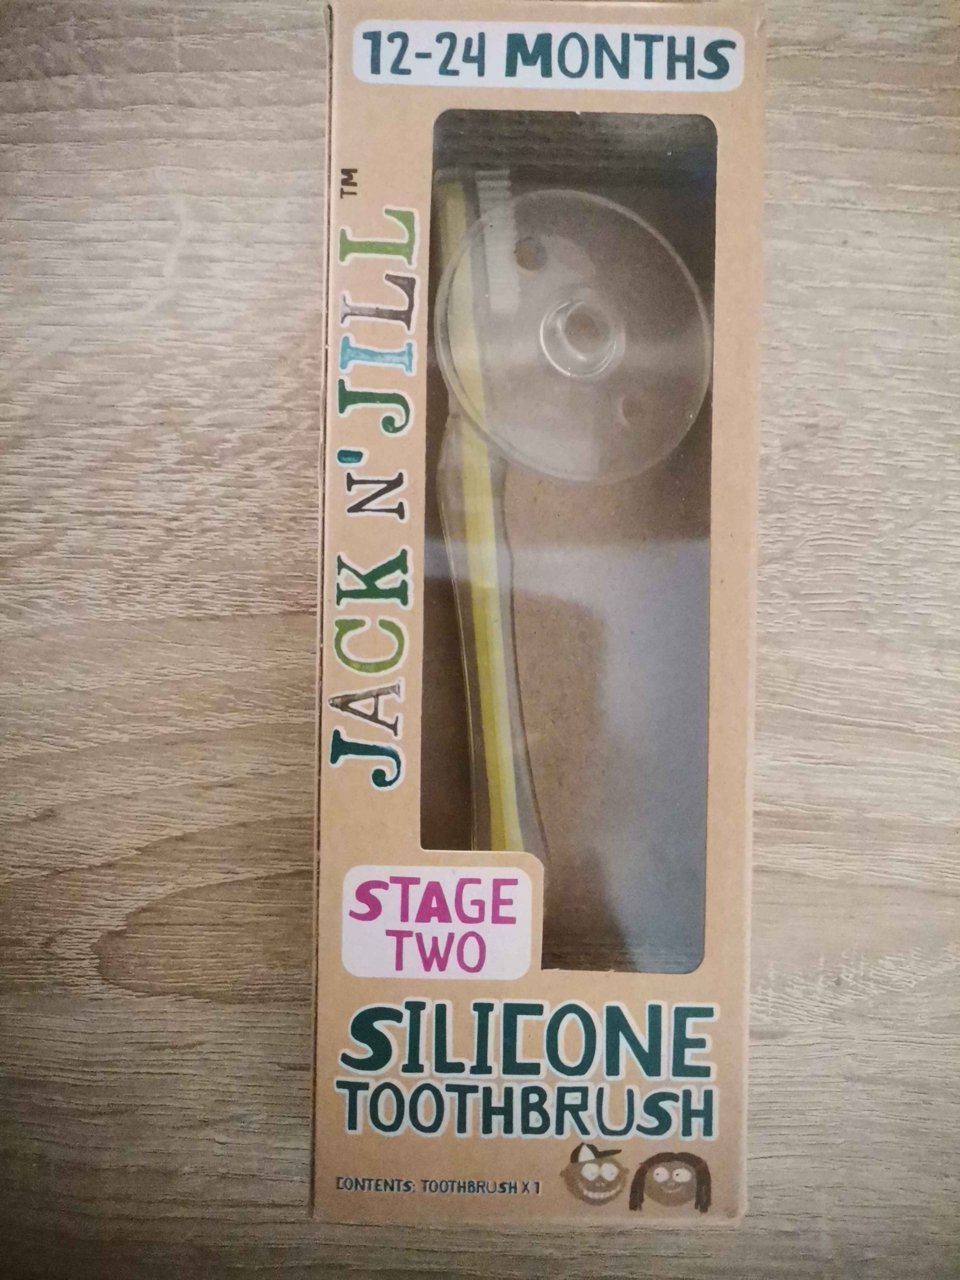 12-24 MONTHS
JACK N' JILL™
STAGE
TWO
SILICONE
TOOTHBRUSH
CONTENTS: TOOTHBRUSH X 1